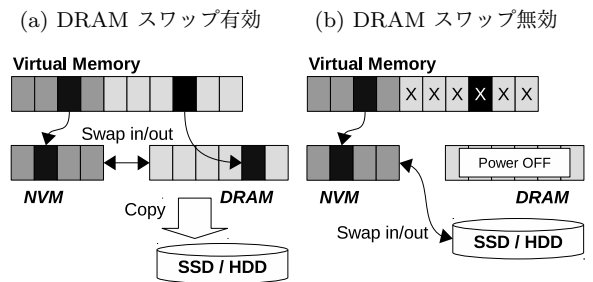 (a) DRAM スワップ有効
Virtual Memory
Swap in/out
NVM
DRAM
Copy
SSD / HDD
(b) DRAM スワップ無効
Virtual Memory
X X X X X X
Power OFF
NVM
DRAM
Swap in/out
SSD / HDD